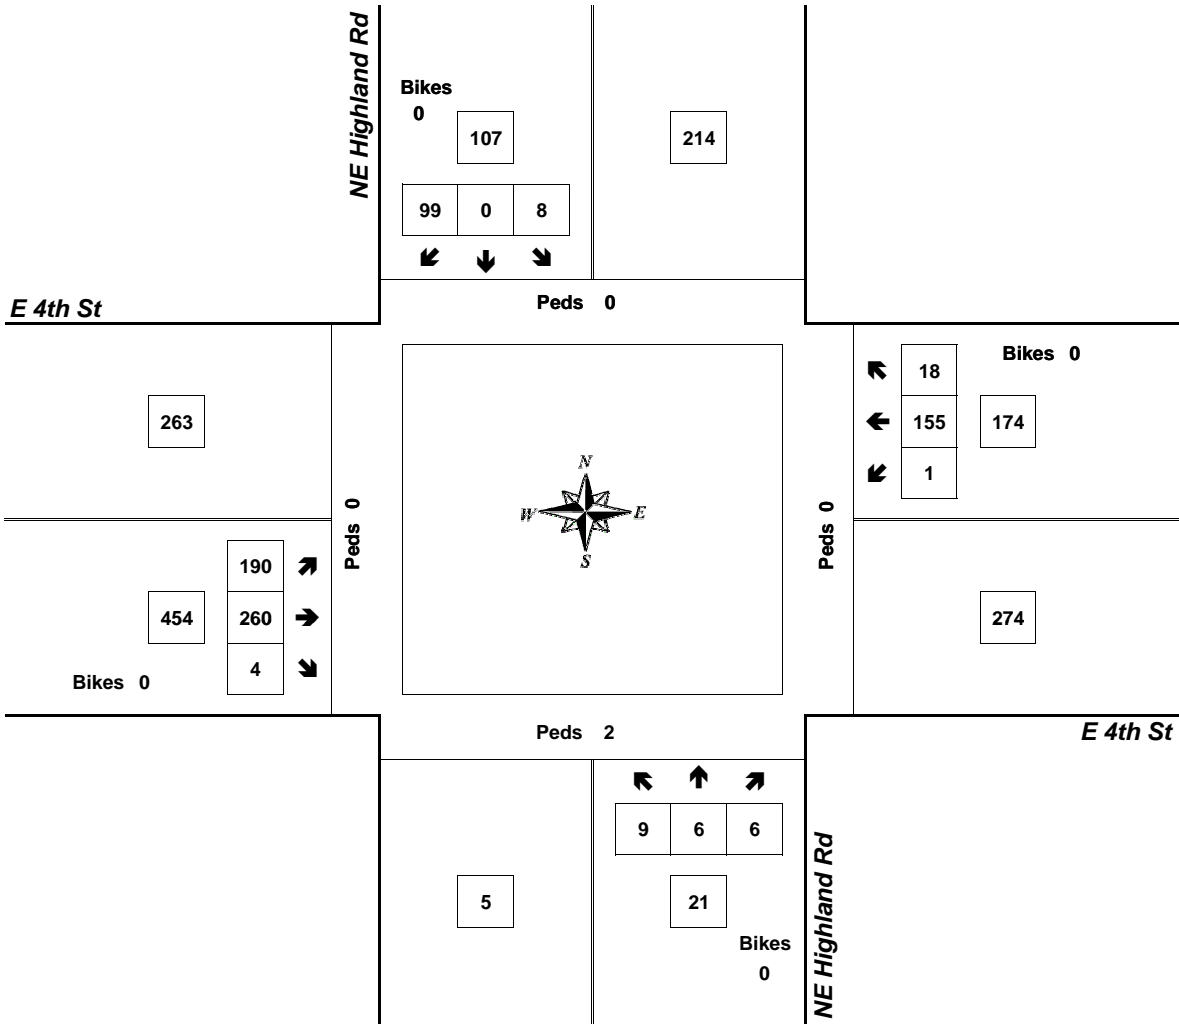 NE Highland Rd
Bikes
0
107
214
99 0 8
Peds 0
E 4th St
Bikes 0
18
263
155 174
1
N
W E
S
Peds 0
Peds 0
190
454 260
274
4
Bikes 0
Peds 2
E 4th St
9 6 6
5
21
NE Highland Rd
Bikes
0